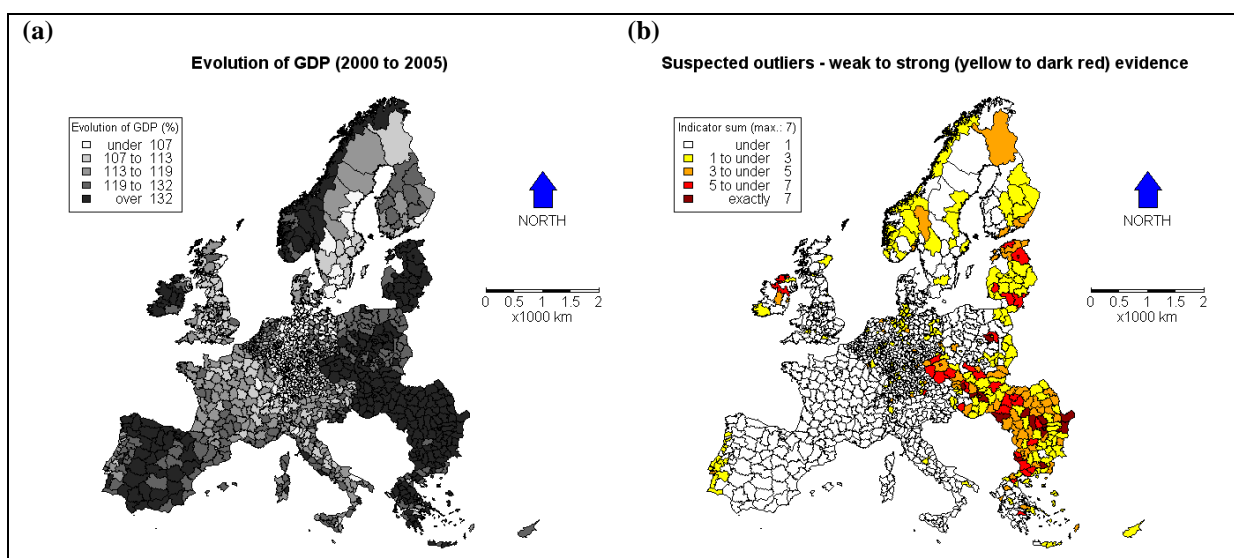 (a)
Evolution of GDP (2000 to 2005)
Evolution of GDP (%)
under 107
107 to 113
113 to 119
119 to 132
over 132
NORTH
0 0.5 1 1.5 2
x1000 km
(b)
Suspected outliers - weak to strong (yellow to dark red) evidence
Indicator sum (max.: 7)
under 1
1 to under 3
3 to under 5
5 to under 7
exactly 7
NORTH
0 0.5 1 1.5 2
x1000 km